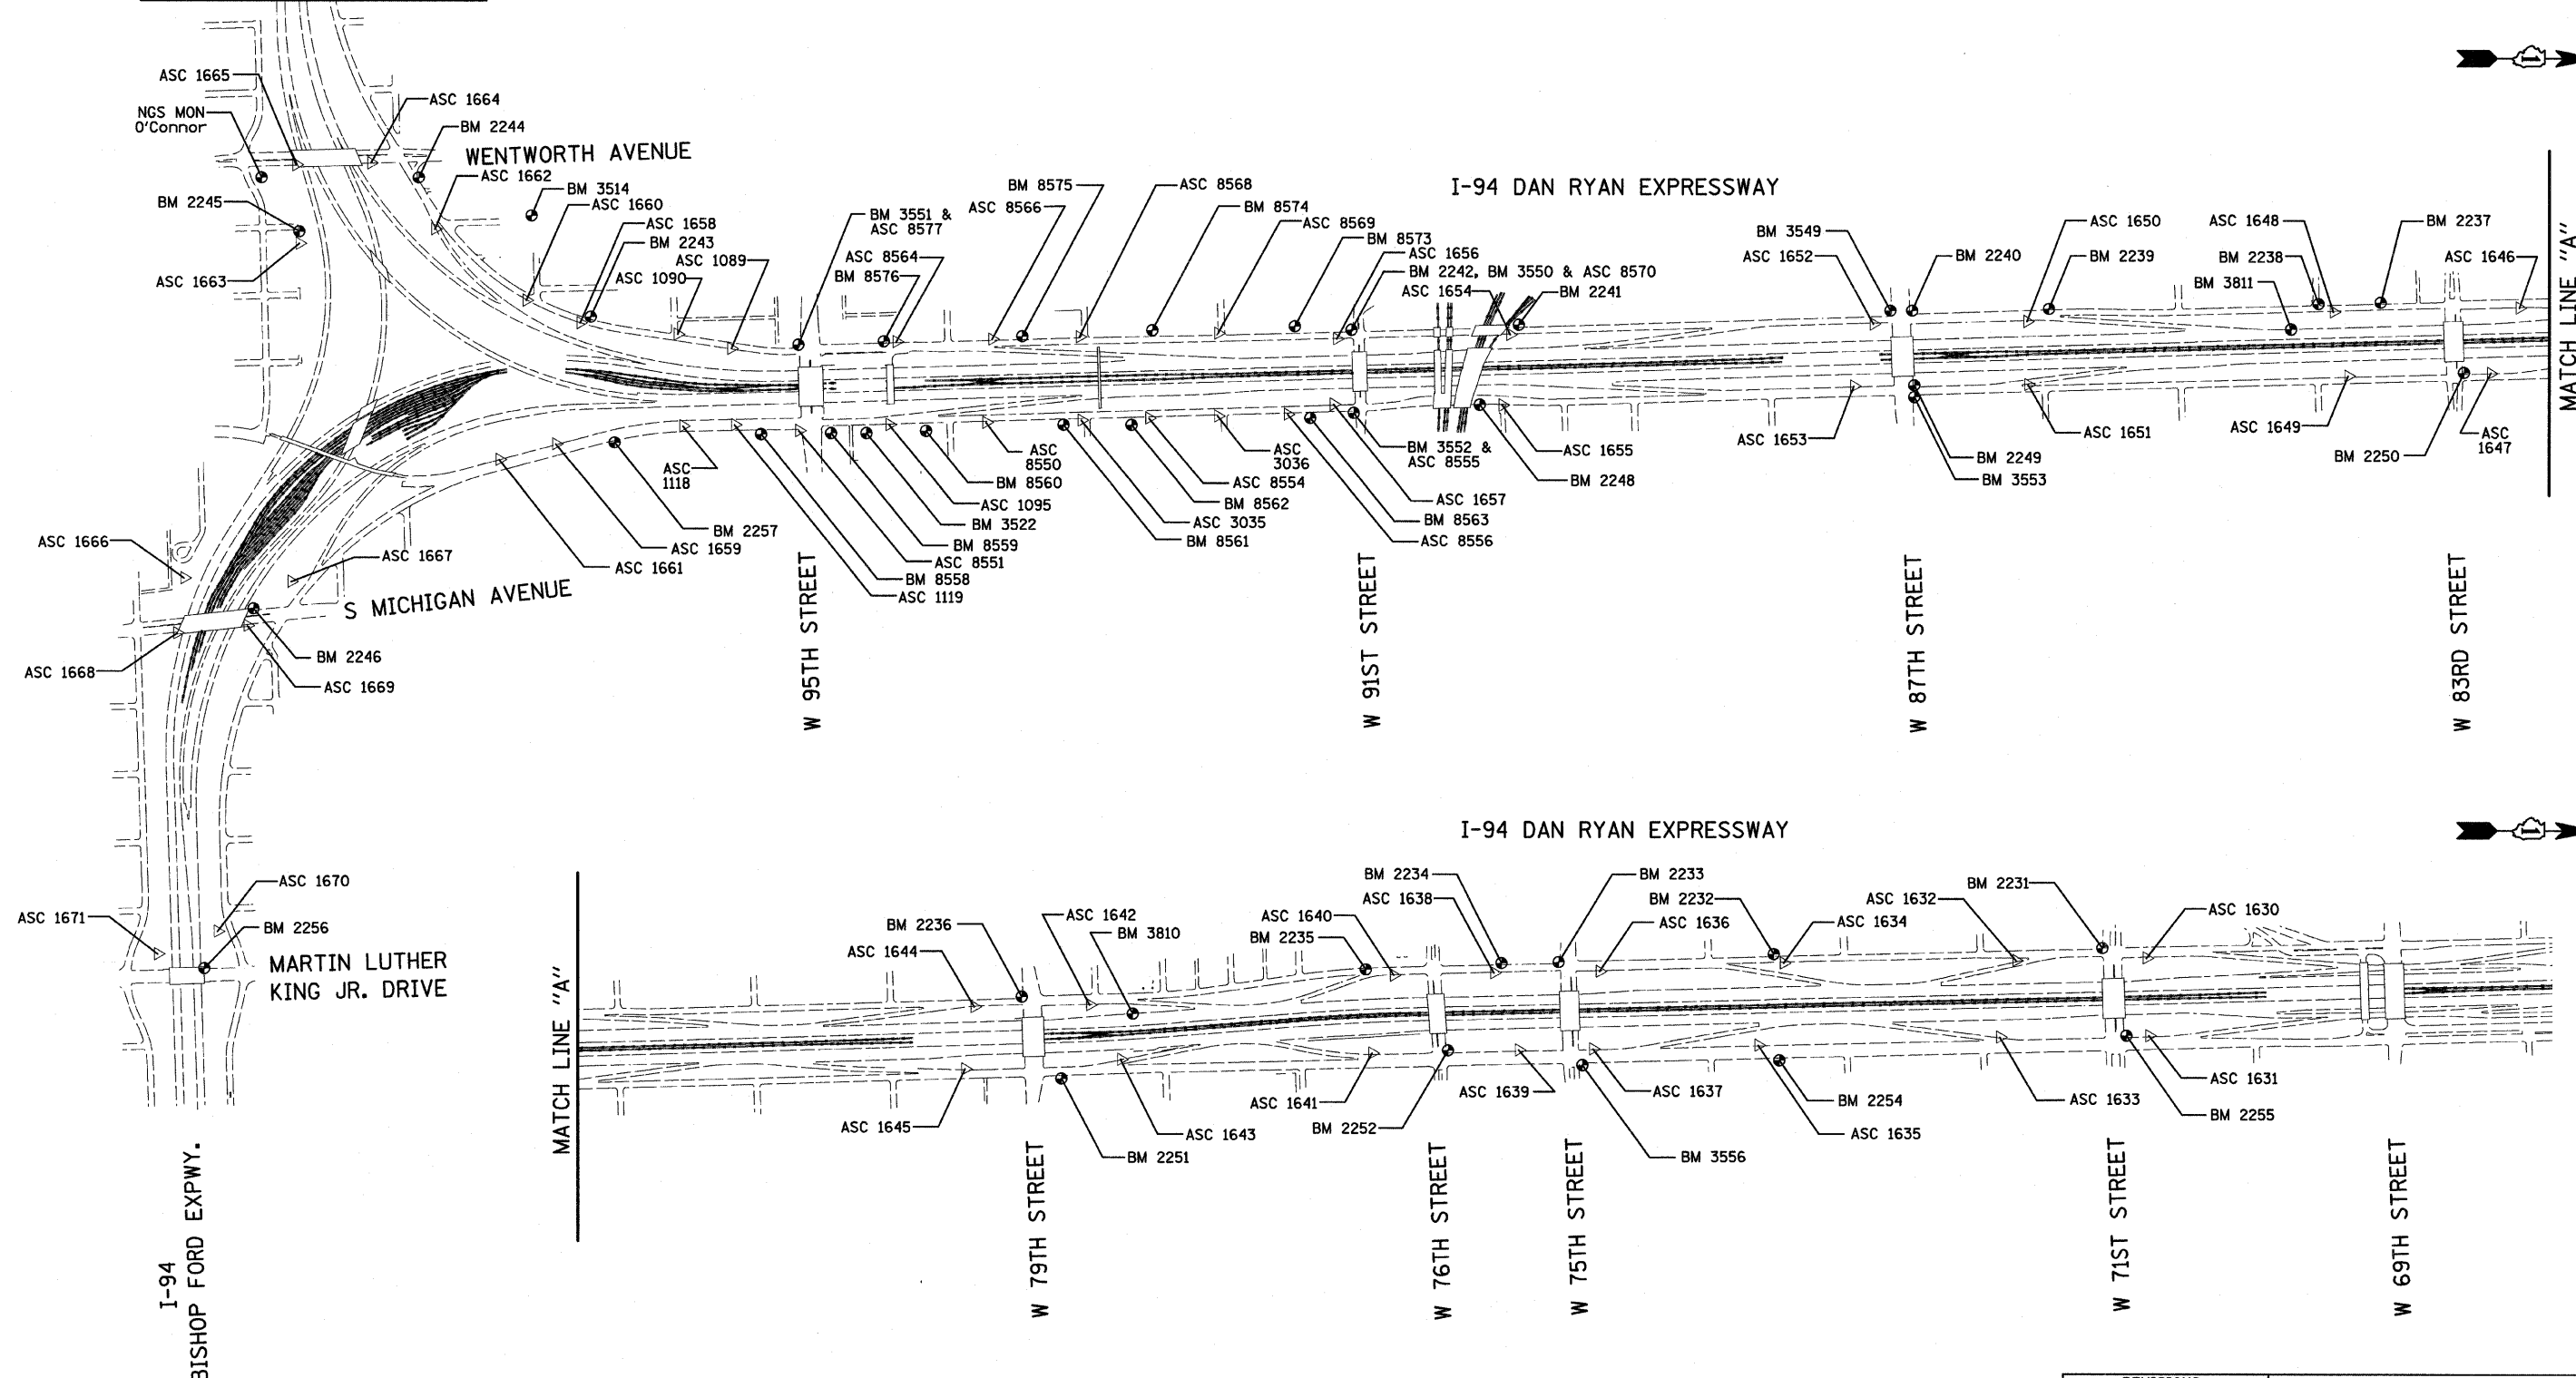 ASC 1665
NGS MON
O'Connor
ASC 1664
BM 2244
WENTWORTH AVENUE
ASC 1662
BM 3514
ASC 1660
BM 2245
ASC 1663
ASC 1658
BM 2243
ASC 1089
ASC 1090
BM 3551 &
ASC 8577
ASC 8564
BM 8576
BM 8575
ASC 8566
ASC 8568
BM 8574
ASC 8569
BM 8573
ASC 1656
BM 2242, BM 3550 & ASC 8570
ASC 1654
BM 2241
I-94 DAN RYAN EXPRESSWAY
BM 3549
ASC 1652
BM 2240
ASC 1650
BM 2239
ASC 1648
BM 2238
BM 3811
BM 2237
ASC 1646
MATCH LINE "A"
ASC
1118
BM 2257
ASC 1659
ASC 1661
ASC
8550
BM 8560
ASC 1095
BM 3522
BM 8559
ASC 8551
BM 8558
ASC 1119
ASC
3036
ASC 8554
BM 8562
ASC 3035
BM 8561
BM 3552 &
ASC 8555
ASC 1657
BM 8563
ASC 8556
ASC 1655
BM 2248
ASC 1653
BM 2249
BM 3553
ASC 1651
ASC 1649
BM 2250
ASC
1647
ASC 1666
ASC 1667
S MICHIGAN AVENUE
ASC 1668
BM 2246
ASC 1669
W 95TH STREET
W 91ST STREET
W 87TH STREET
W 83RD STREET
ASC 1670
ASC 1671
BM 2256
MARTIN LUTHER
KING JR. DRIVE
I-94
BISHOP FORD EXPWY.
I-94 DAN RYAN EXPRESSWAY
MATCH LINE "A"
BM 2236
ASC 1644
ASC 1642
BM 3810
ASC 1640
BM 2235
BM 2234
ASC 1638
BM 2233
BM 2232
ASC 1636
ASC 1634
ASC 1632
BM 2231
ASC 1630
ASC 1645
ASC 1643
BM 2251
ASC 1641
BM 2252
ASC 1639
ASC 1637
BM 3556
BM 2254
ASC 1635
ASC 1633
ASC 1631
BM 2255
W 79TH STREET
W 76TH STREET
W 75TH STREET
W 71ST STREET
W 69TH STREET